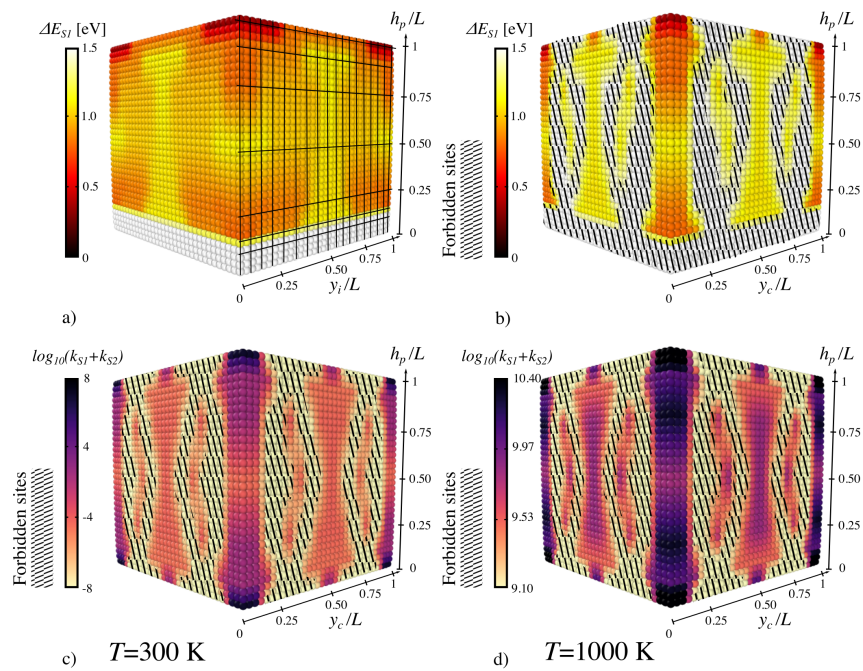 ΔE_S1 [eV]
1.5
1.0
0.5
0
h_p/L
1
0.75
0.50
0.25
0
0
0.25
0.50
0.75
1
y_i/L
a)
ΔE_S1 [eV]
1.5
1.0
0.5
0
Forbidden sites
h_p/L
1
0.75
0.50
0.25
0
0
0.25
0.50
0.75
1
y_c/L
b)
log_10(k_S1+k_S2)
8
4
-4
-8
Forbidden sites
h_p/L
1
0.75
0.50
0.25
0
0
0.25
0.50
0.75
1
y_c/L
c)
T=300 K
log_10(k_S1+k_S2)
10.40
9.97
9.53
9.10
Forbidden sites
h_p/L
1
0.75
0.50
0.25
0
0
0.25
0.50
0.75
1
y_c/L
d)
T=1000 K